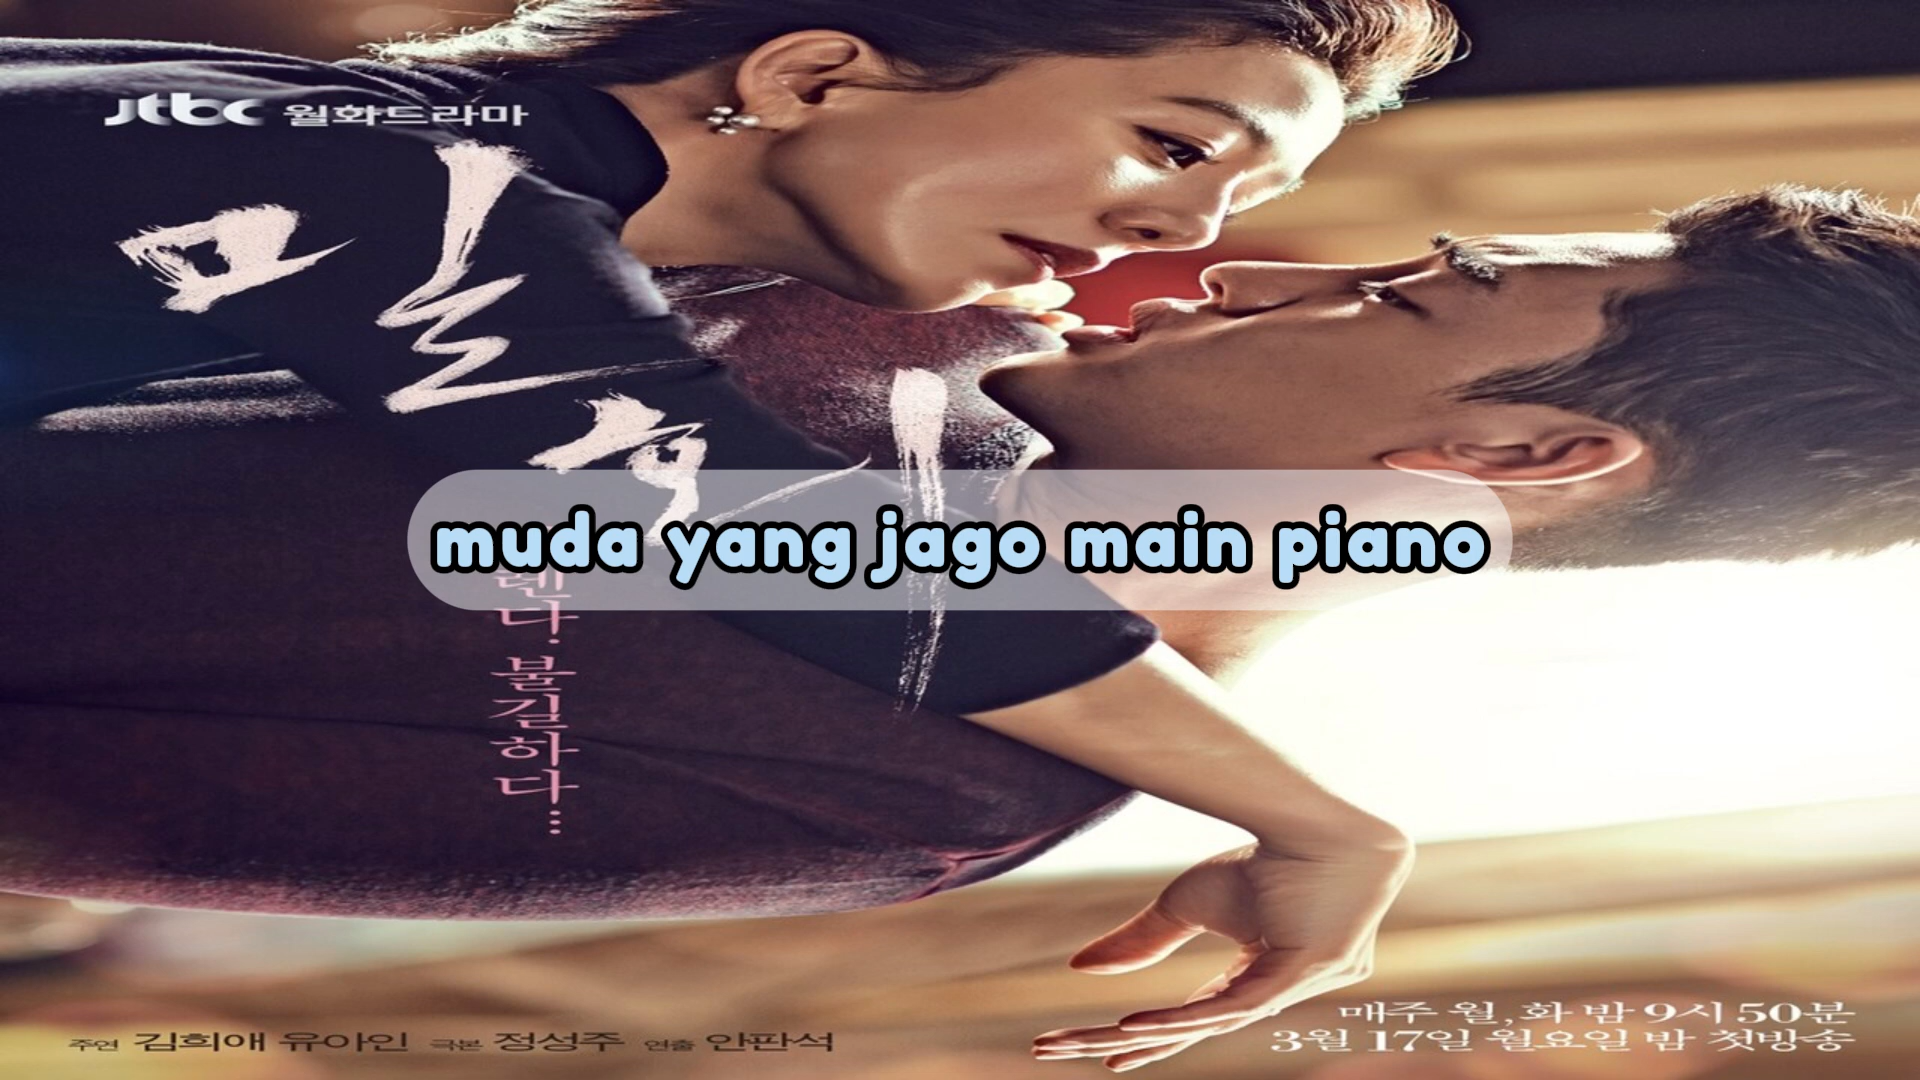 jtbc 월화드라마
밀회
muda yang jago main piano
렌다. 불길하다...
주연 김희애 유아인 극본 정성주 연출 안판석
매주 월, 화 밤 9시 50분
3월 17일 월요일 밤 첫방송